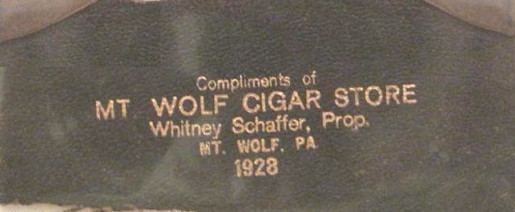 Compliments of
MT WOLF CIGAR STORE
Whitney Schaffer, Prop.
MT. WOLF, PA
1928